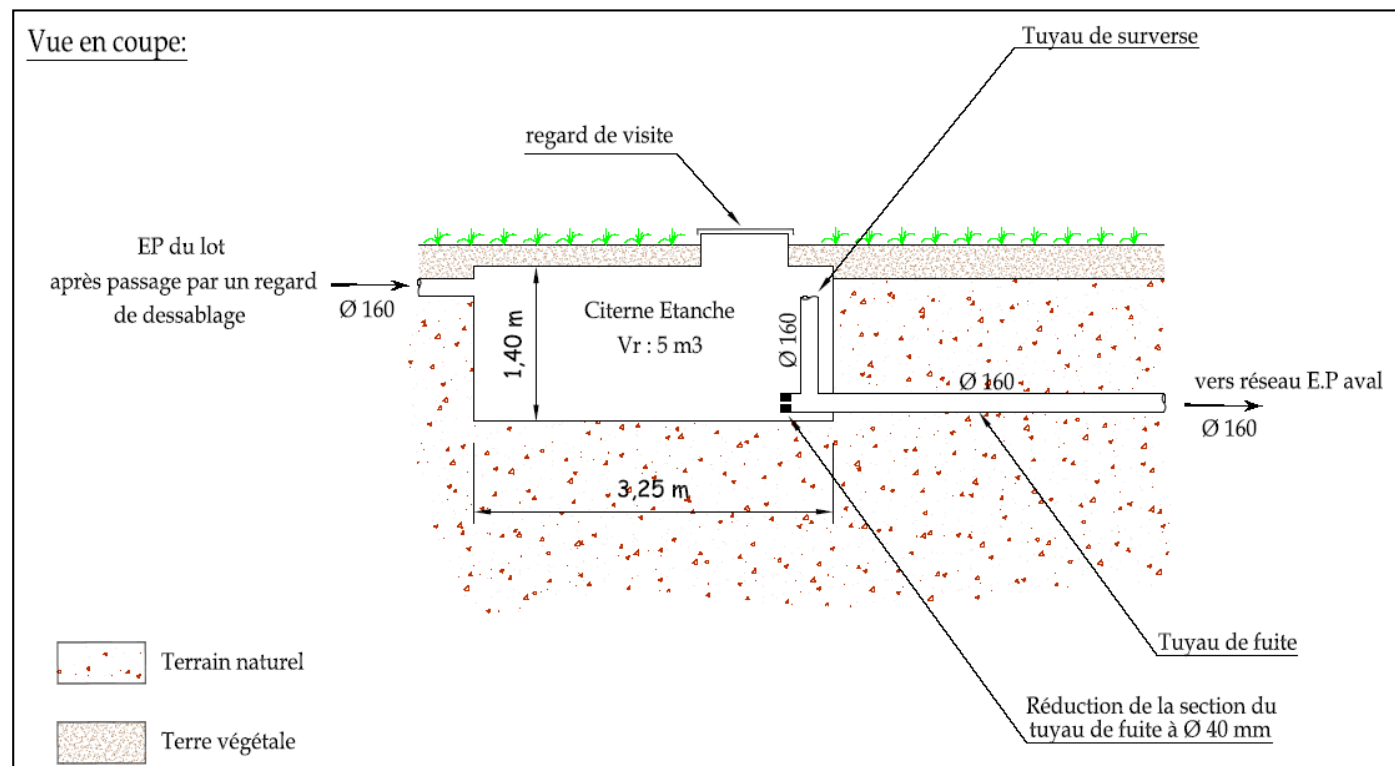 Vue en coupe:
Tuyau de surverse
regard de visite
EP du lot
après passage par un regard
de dessablage
Ø 160
1,40 m
Citerne Etanche
Vr : 5 m3
Ø 160
Ø 160
vers réseau E.P aval
Ø 160
3,25 m
Tuyau de fuite
Réduction de la section du
tuyau de fuite à Ø 40 mm
Terrain naturel
Terre végétale